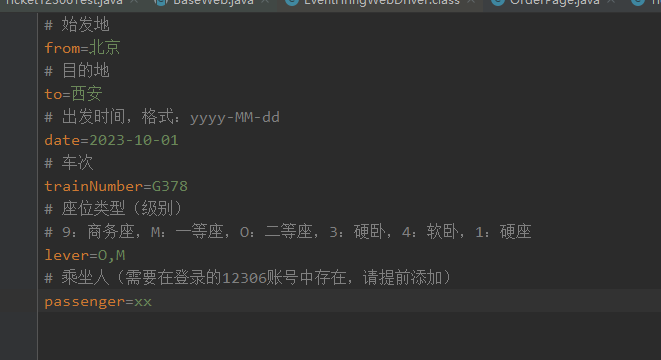 Ticket12306Test.java BaseWeb.java EventFiringWebDriver.class OrderPage.java
# 始发地
from=北京
# 目的地
to=西安
# 出发时间，格式：yyyy-MM-dd
date=2023-10-01
# 车次
trainNumber=G378
# 座位类型（级别）
# 9：商务座，M：一等座，O：二等座，3：硬卧，4：软卧，1：硬座
lever=O,M
# 乘坐人（需要在登录的12306账号中存在，请提前添加）
passenger=xx